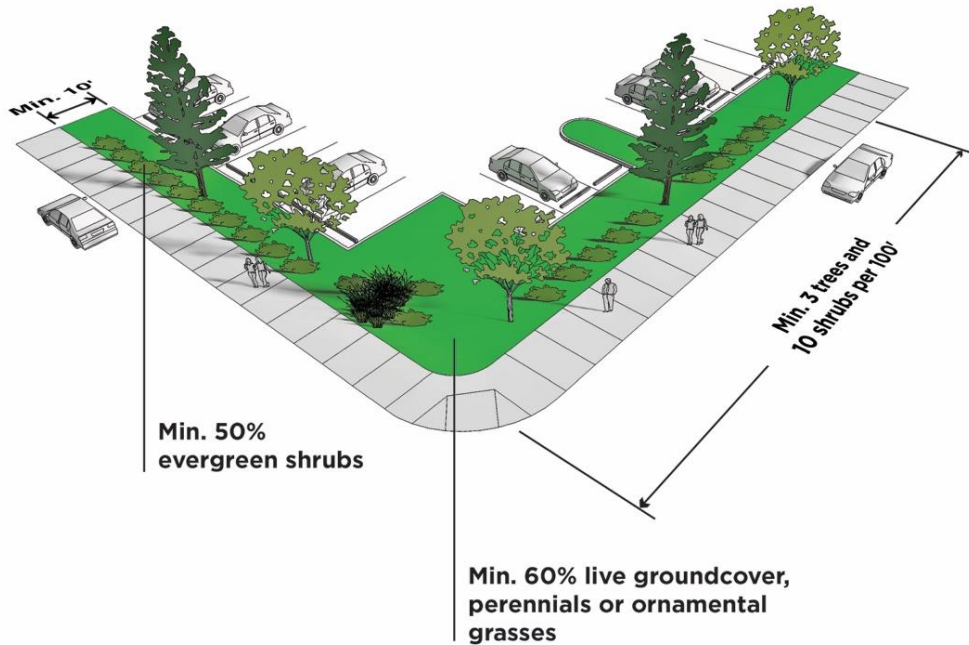 Min. 10'
Min. 3 trees and
10 shrubs per 100'
Min. 50%
evergreen shrubs
Min. 60% live groundcover,
perennials or ornamental
grasses